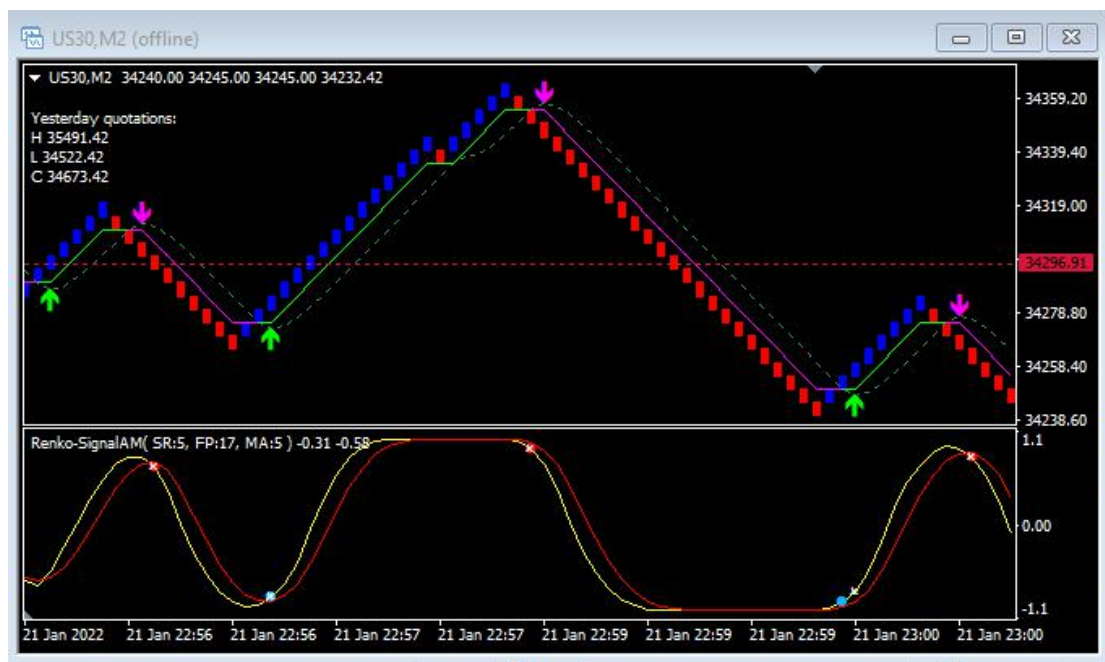 US30,M2 (offline)
US30,M2 34240.00 34245.00 34245.00 34232.42
Yesterday quotations:
H 35491.42
L 34522.42
C 34673.42
34359.20
34339.40
34319.00
34296.91
34278.80
34258.40
34238.60
Renko-SignalAM( SR:5, FP:17, MA:5 ) -0.31 -0.58
1.1
0.00
-1.1
21 Jan 2022 21 Jan 22:56 21 Jan 22:56 21 Jan 22:57 21 Jan 22:57 21 Jan 22:59 21 Jan 22:59 21 Jan 22:59 21 Jan 23:00 21 Jan 23:00